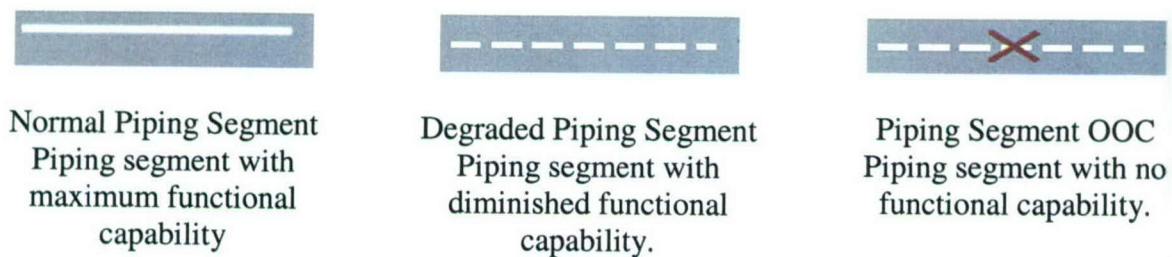 Normal Piping Segment
Piping segment with
maximum functional
capability
Degraded Piping Segment
Piping segment with
diminished functional
capability.
Piping Segment OOC
Piping segment with no
functional capability.